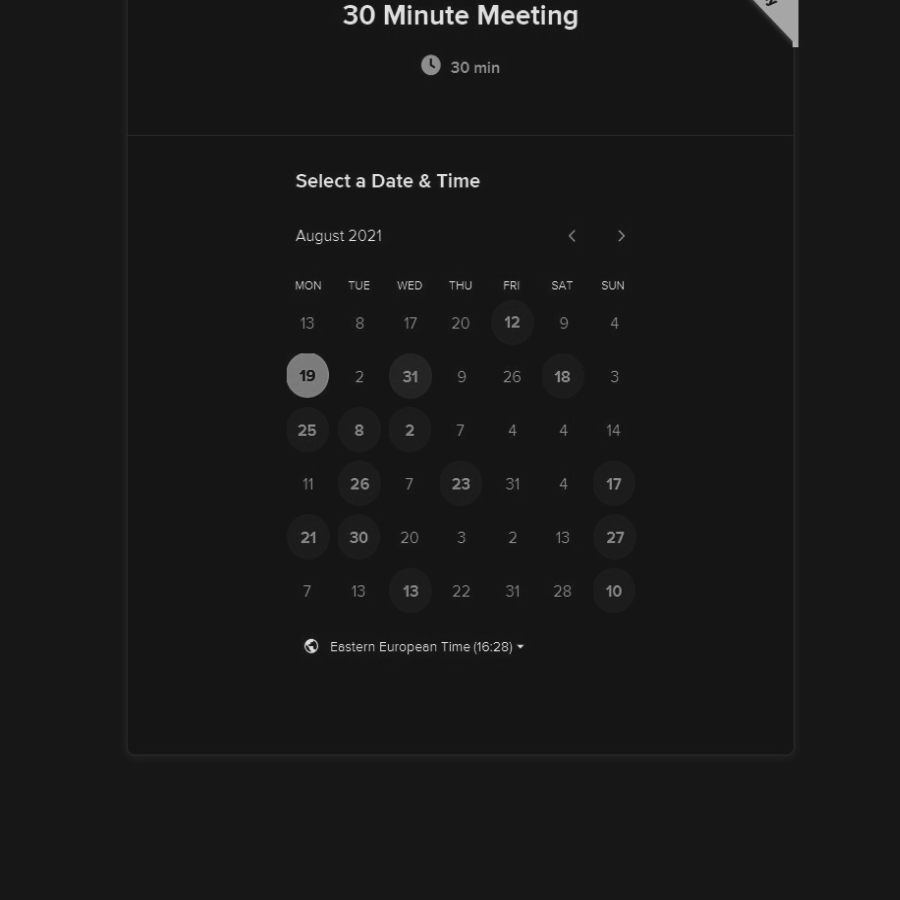 30 Minute Meeting
30 min
Select a Date & Time
August 2021
MON TUE WED THU FRI SAT SUN
13 8 17 20 12 9 4
19 2 31 9 26 18 3
25 8 2 7 4 4 14
11 26 7 23 31 4 17
21 30 20 3 2 13 27
7 13 13 22 31 28 10
Eastern European Time (16:28)